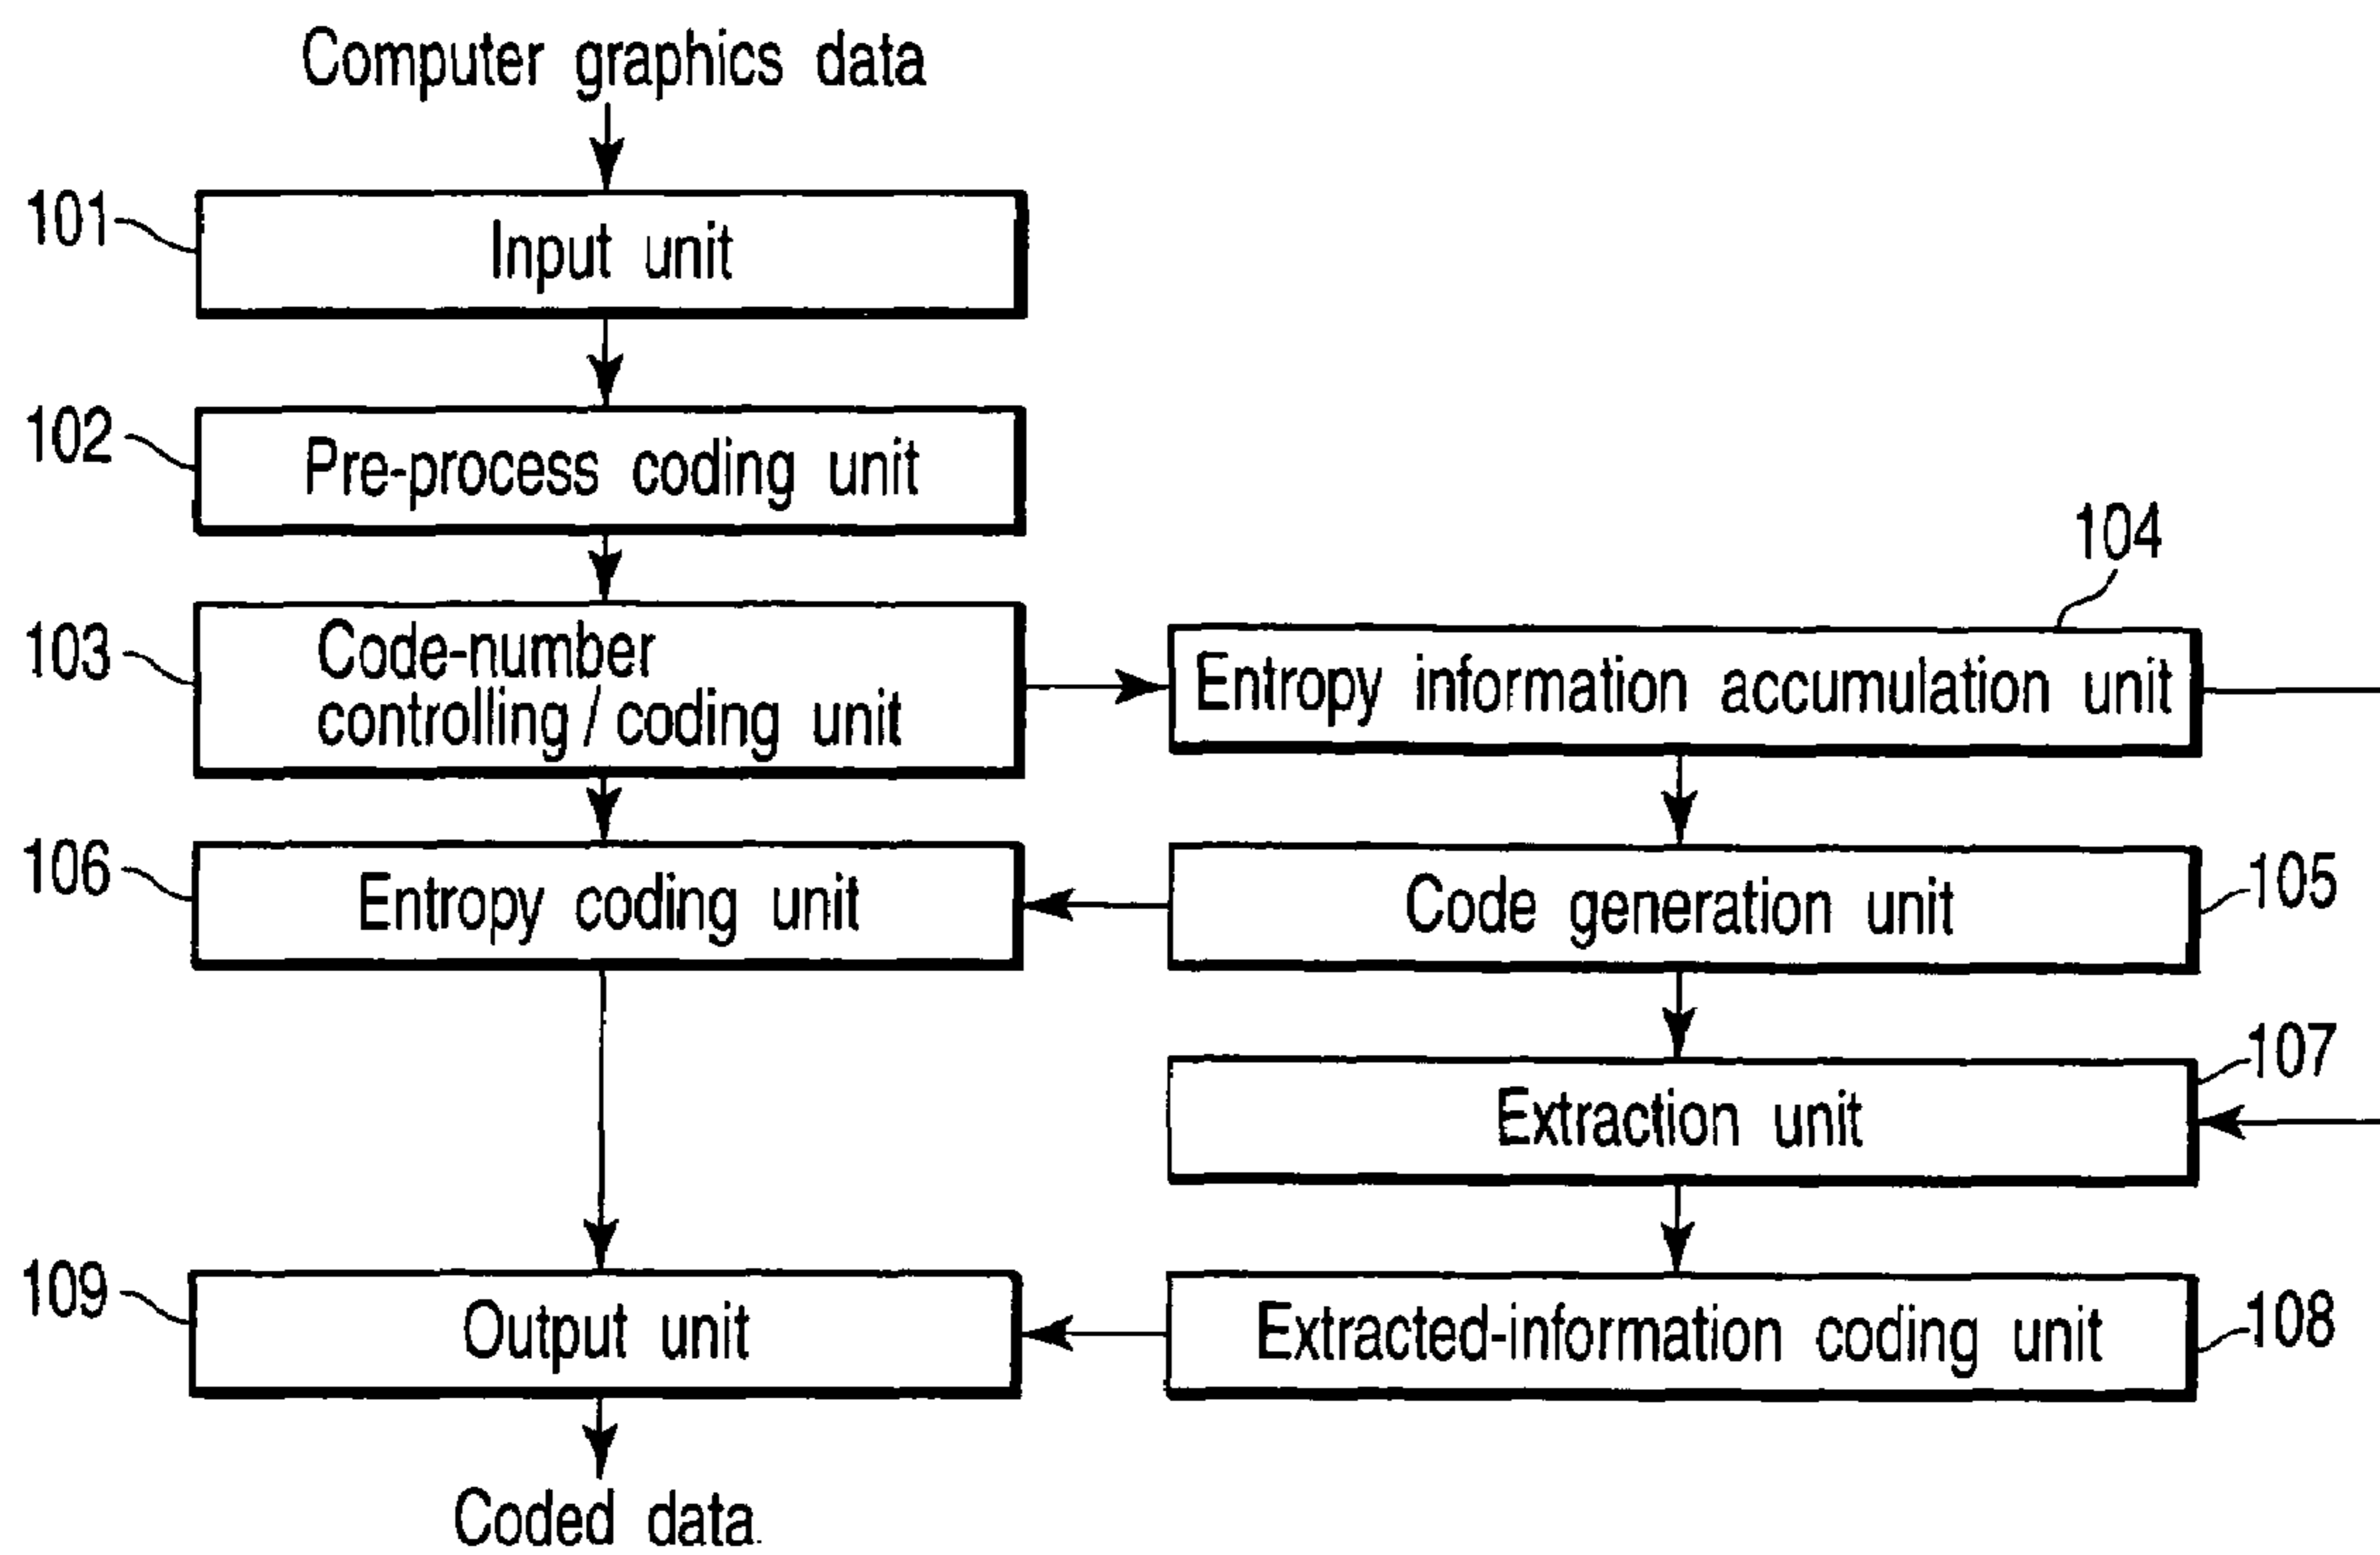 Computer graphics data
101
Input unit
102
Pre-process coding unit
103
Code-number
controlling / coding unit
104
Entropy information accumulation unit
106
Entropy coding unit
Code generation unit
105
107
Extraction unit
109
Output unit
Extracted-information coding unit
108
Coded data